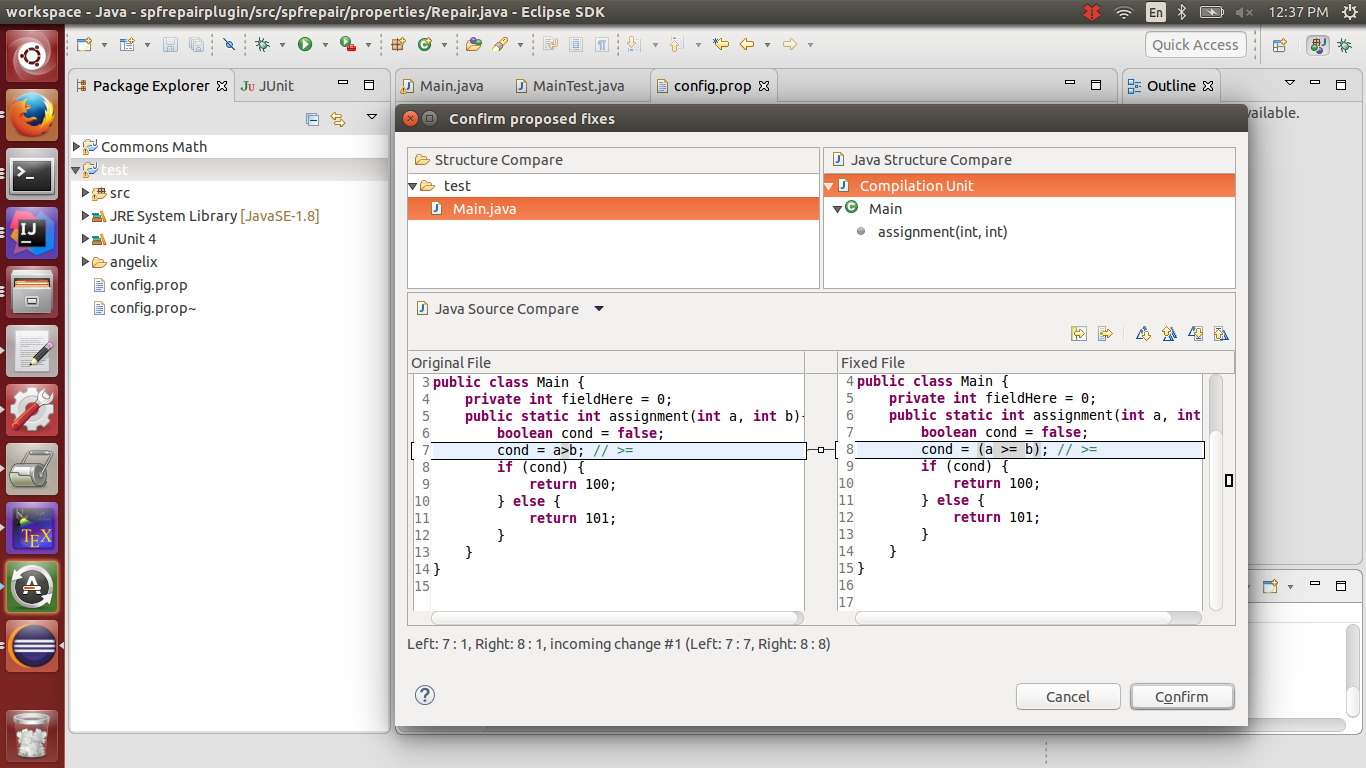 workspace - Java - spfrepairplugin/src/spfrepair/properties/Repair.java - Eclipse SDK
En
12:37 PM
Quick Access
Package Explorer
JU JUnit
Main.java
MainTest.java
config.prop
Outline
Commons Math
test
src
JRE System Library [JavaSE-1.8]
JUnit 4
angelix
config.prop
config.prop~
vailable.
Confirm proposed fixes
Structure Compare
test
Main.java
Java Structure Compare
Compilation Unit
Main
assignment(int, int)
Java Source Compare
Original File
3 public class Main {
4 private int fieldHere = 0;
5 public static int assignment(int a, int b)
6 boolean cond = false;
7 cond = a>b; // >=
8 if (cond) {
9 return 100;
10 } else {
11 return 101;
12 }
13 }
14 }
15
Fixed File
4 public class Main {
5 private int fieldHere = 0;
6 public static int assignment(int a, int
7 boolean cond = false;
8 cond = (a >= b); // >=
9 if (cond) {
10 return 100;
11 } else {
12 return 101;
13 }
14 }
15 }
16
17
Left: 7 : 1, Right: 8 : 1, incoming change #1 (Left: 7 : 7, Right: 8 : 8)
?
Cancel
Confirm
IJ
TEX
A